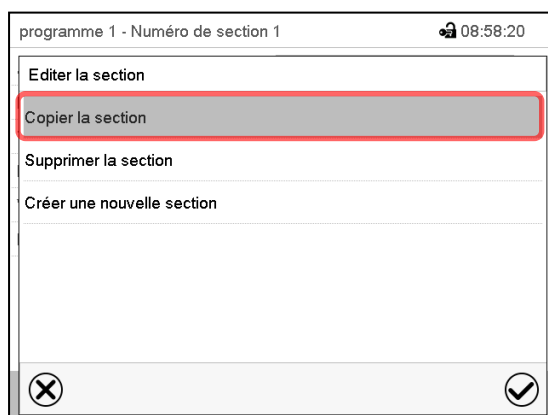 programme 1 - Numéro de section 1 08:58:20
Editer la section
Copier la section
Supprimer la section
Créer une nouvelle section